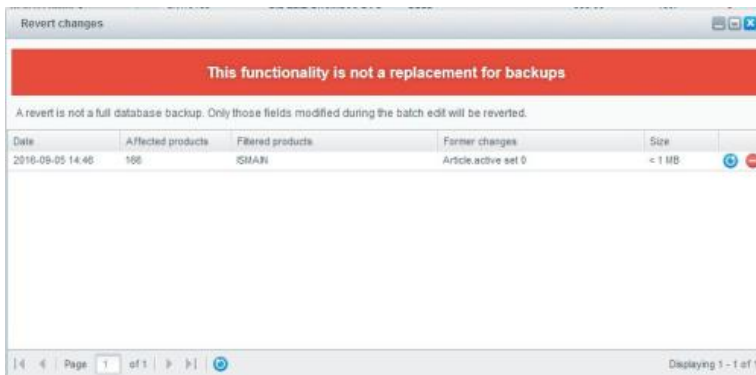 Revert changes
This functionality is not a replacement for backups
A revert is not a full database backup. Only those fields modified during the batch edit will be reverted.
Date Affected products Filtered products Former changes Size
2016-09-05 14:46 166 ISMAIN Article.active set 0 < 1 MB
Page 1 of 1 Displaying 1 - 1 of 1